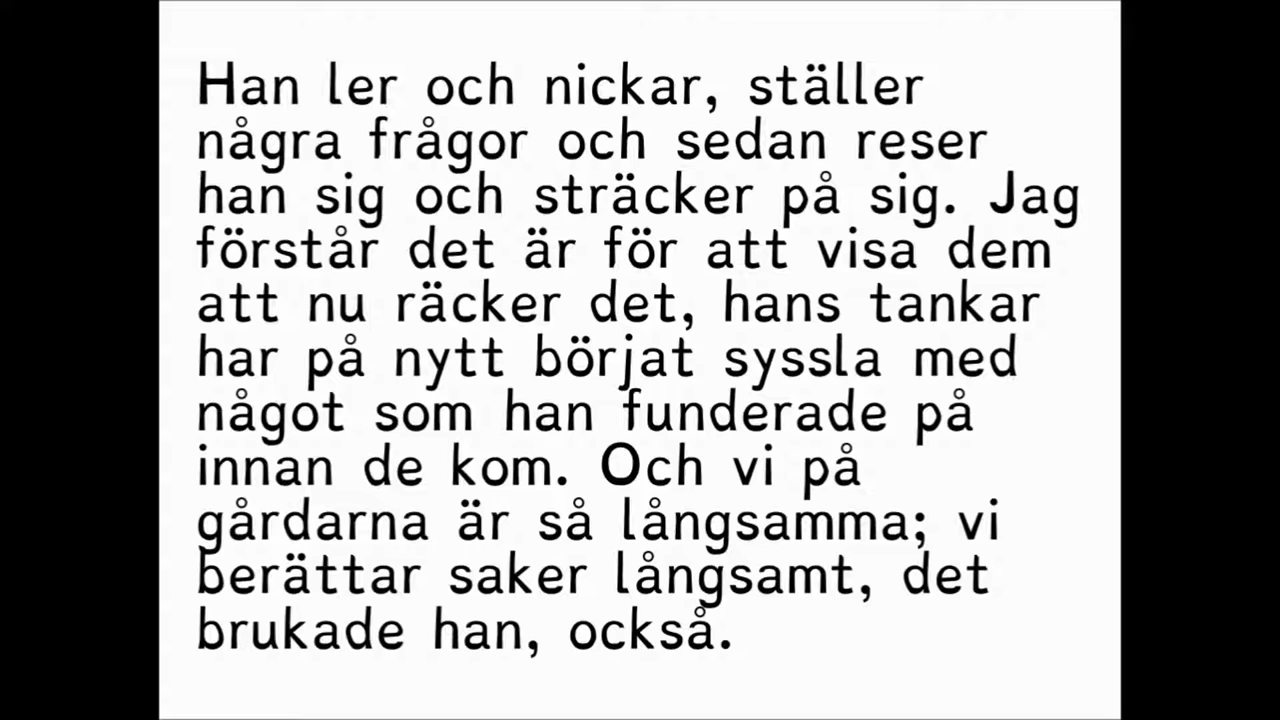 Han ler och nickar, ställer
några frågor och sedan reser
han sig och sträcker på sig. Jag
förstår det är för att visa dem
att nu räcker det, hans tankar
har på nytt börjat syssla med
något som han funderade på
innan de kom. Och vi på
gårdarna är så långsamma; vi
berättar saker långsamt, det
brukade han, också.